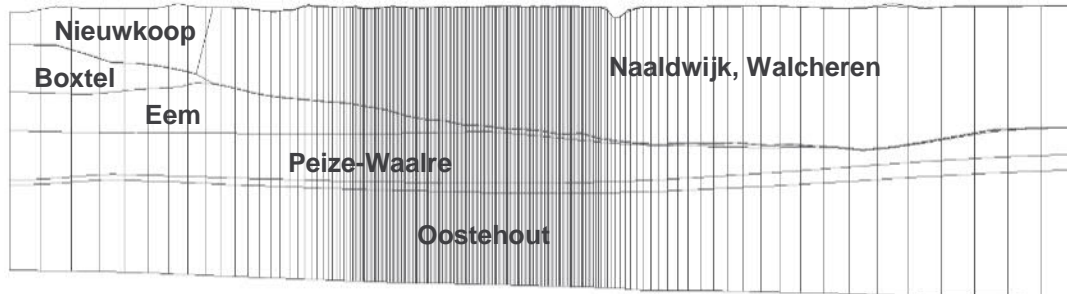 Nieuwkoop
Naaldwijk, Walcheren
Boxtel
Eem
Peize-Waalre
Oostehout